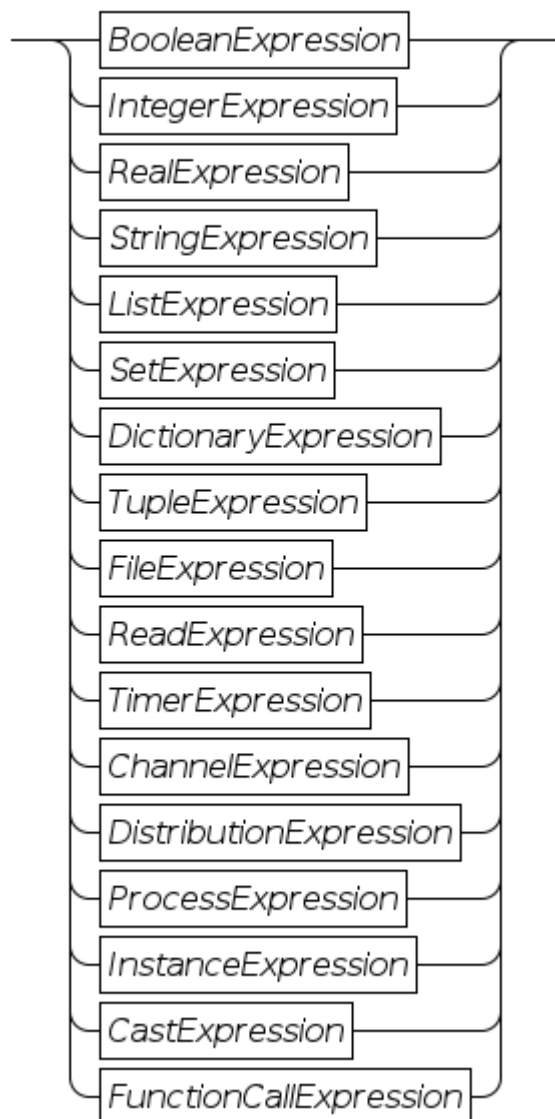 BooleanExpression
IntegerExpression
RealExpression
StringExpression
ListExpression
SetExpression
DictionaryExpression
TupleExpression
FileExpression
ReadExpression
TimerExpression
ChannelExpression
DistributionExpression
ProcessExpression
InstanceExpression
CastExpression
FunctionCallExpression